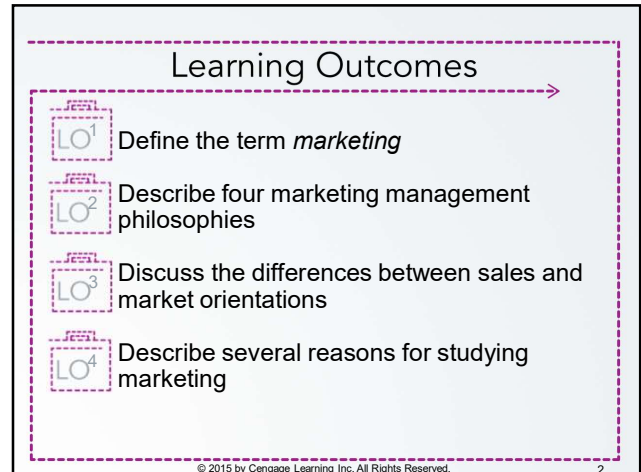 Learning Outcomes
LO1 Define the term marketing
LO2 Describe four marketing management
philosophies
LO3 Discuss the differences between sales and
market orientations
LO4 Describe several reasons for studying
marketing
© 2015 by Cengage Learning Inc. All Rights Reserved. 2